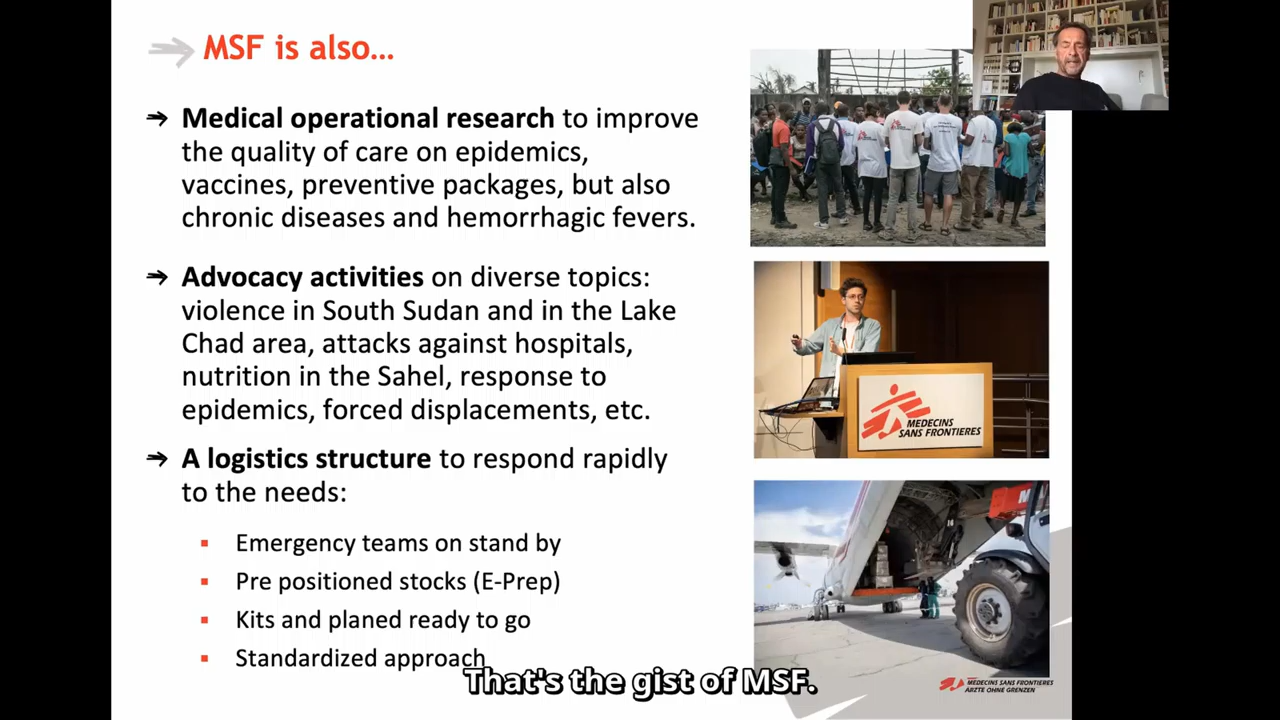 MSF is also...
Medical operational research to improve
the quality of care on epidemics,
vaccines, preventive packages, but also
chronic diseases and hemorrhagic fevers.
Advocacy activities on diverse topics:
violence in South Sudan and in the Lake
Chad area, attacks against hospitals,
nutrition in the Sahel, response to
epidemics, forced displacements, etc.
A logistics structure to respond rapidly
to the needs:
Emergency teams on stand by
Pre positioned stocks (E-Prep)
Kits and planed ready to go
Standardized approach
MEDECINS
SANS FRONTIERES
MEDECINS SANS FRONTIERES
ÄRZTE OHNE GRENZEN
That's the gist of MSF.